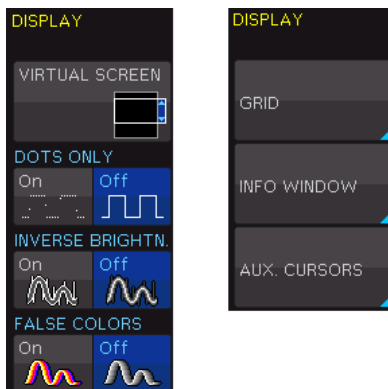 DISPLAY
VIRTUAL SCREEN
DOTS ONLY
On Off
INVERSE BRIGHTN.
On Off
FALSE COLORS
On Off
DISPLAY
GRID
INFO WINDOW
AUX. CURSORS